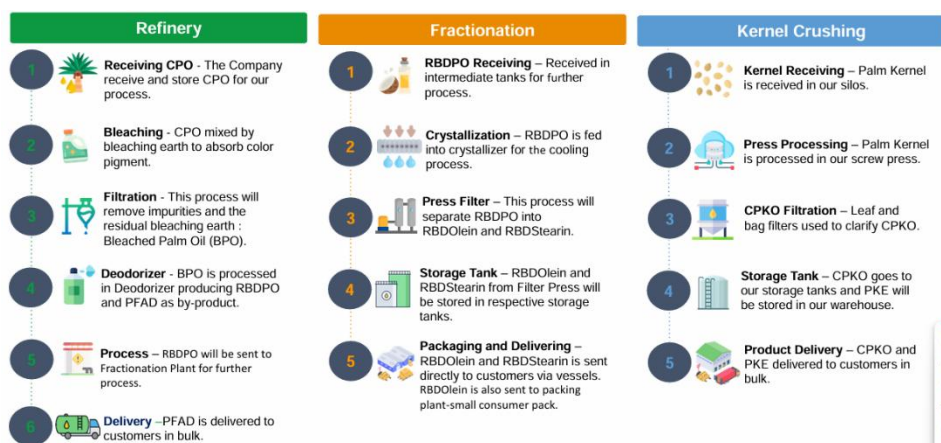 Refinery
1
Receiving CPO - The Company
receive and store CPO for our
process.
2
Bleaching - CPO mixed by
bleaching earth to absorb color
pigment.
3
Filtration - This process will
remove impurities and the
residual bleaching earth :
Bleached Palm Oil (BPO).
4
Deodorizer - BPO is processed
in Deodorizer producing RBDPO
and PFAD as by-product.
5
Process – RBDPO will be sent to
Fractionation Plant for further
process.
6
Delivery –PFAD is delivered to
customers in bulk.
Fractionation
1
RBDPO Receiving – Received in
intermediate tanks for further
process.
2
Crystallization – RBDPO is fed
into crystallizer for the cooling
process.
3
Press Filter – This process will
separate RBDPO into
RBDOlein and RBDStearin.
4
Storage Tank – RBDOlein and
RBDStearin from Filter Press will
be stored in respective storage
tanks.
5
Packaging and Delivering –
RBDOlein and RBDStearin is sent
directly to customers via vessels.
RBDOlein is also sent to packing
plant-small consumer pack.
Kernel Crushing
1
Kernel Receiving – Palm Kernel
is received in our silos.
2
Press Processing – Palm Kernel
is processed in our screw press.
3
CPKO Filtration – Leaf and
bag filters used to clarify CPKO.
4
Storage Tank – CPKO goes to
our storage tanks and PKE will
be stored in our warehouse.
5
Product Delivery – CPKO and
PKE delivered to customers in
bulk.